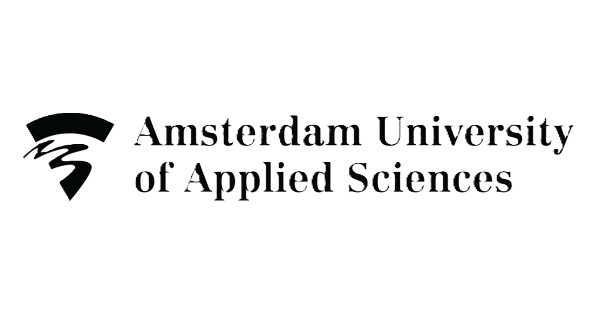 Amsterdam University
of Applied Sciences